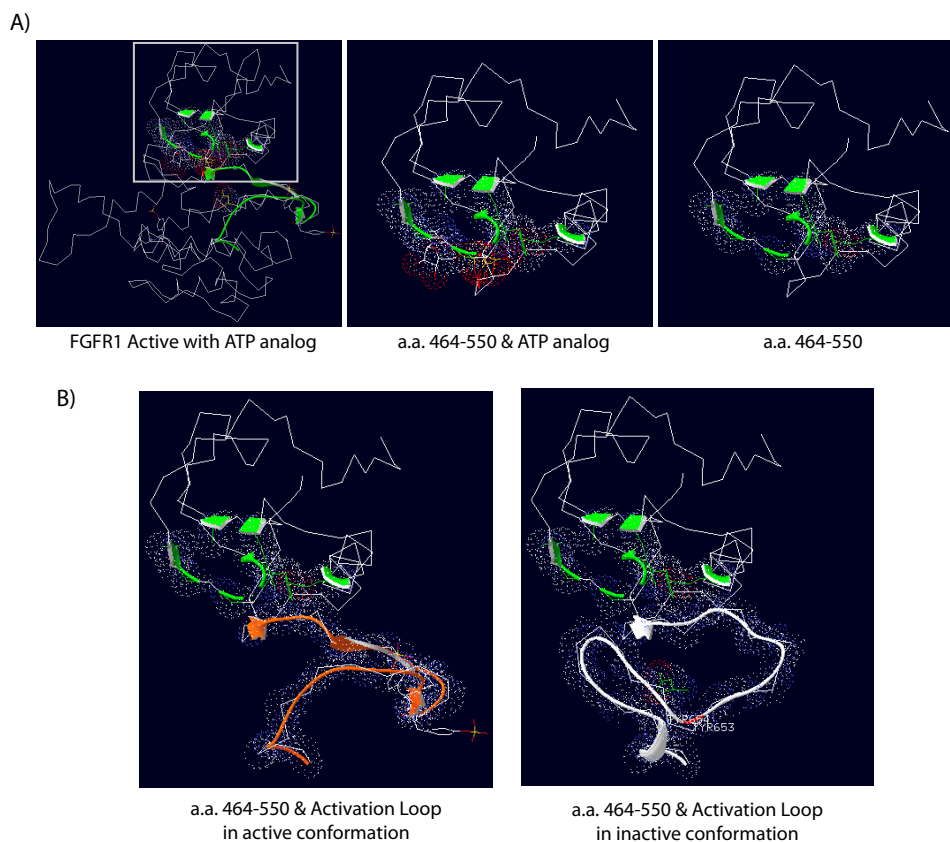 A)
FGFR1 Active with ATP analog
a.a. 464-550 & ATP analog
a.a. 464-550
B)
TYR653
a.a. 464-550 & Activation Loop
in active conformation
a.a. 464-550 & Activation Loop
in inactive conformation